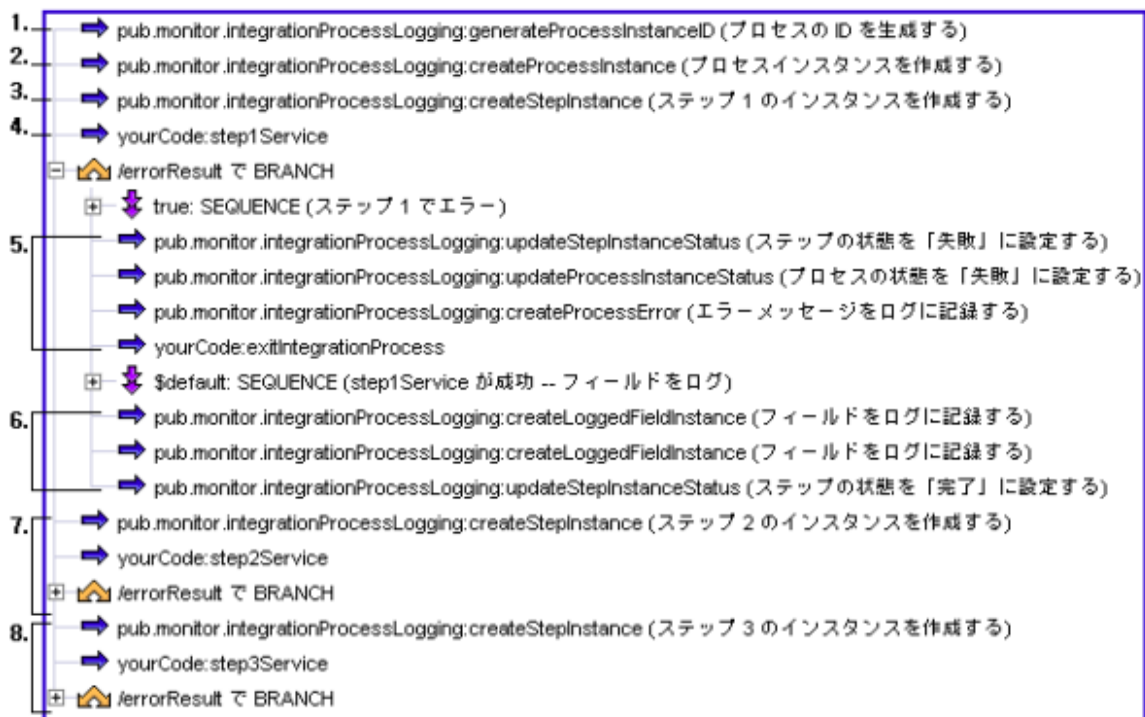 1. pub.monitor.integrationProcessLogging:generateProcessInstanceID (プロセスの ID を生成する)
2. pub.monitor.integrationProcessLogging:createProcessInstance (プロセスインスタンスを作成する)
3. pub.monitor.integrationProcessLogging:createStepInstance (ステップ 1 のインスタンスを作成する)
4. yourCode:step1Service
/errorResult で BRANCH
true: SEQUENCE (ステップ 1 でエラー)
5. pub.monitor.integrationProcessLogging:updateStepInstanceStatus (ステップの状態を「失敗」に設定する)
pub.monitor.integrationProcessLogging:updateProcessInstanceStatus (プロセスの状態を「失敗」に設定する)
pub.monitor.integrationProcessLogging:createProcessError (エラーメッセージをログに記録する)
yourCode:exitIntegrationProcess
$default: SEQUENCE (step1Service が成功 -- フィールドをログ)
6. pub.monitor.integrationProcessLogging:createLoggedFieldInstance (フィールドをログに記録する)
pub.monitor.integrationProcessLogging:createLoggedFieldInstance (フィールドをログに記録する)
pub.monitor.integrationProcessLogging:updateStepInstanceStatus (ステップの状態を「完了」に設定する)
7. pub.monitor.integrationProcessLogging:createStepInstance (ステップ 2 のインスタンスを作成する)
yourCode:step2Service
/errorResult で BRANCH
8. pub.monitor.integrationProcessLogging:createStepInstance (ステップ 3 のインスタンスを作成する)
yourCode:step3Service
/errorResult で BRANCH